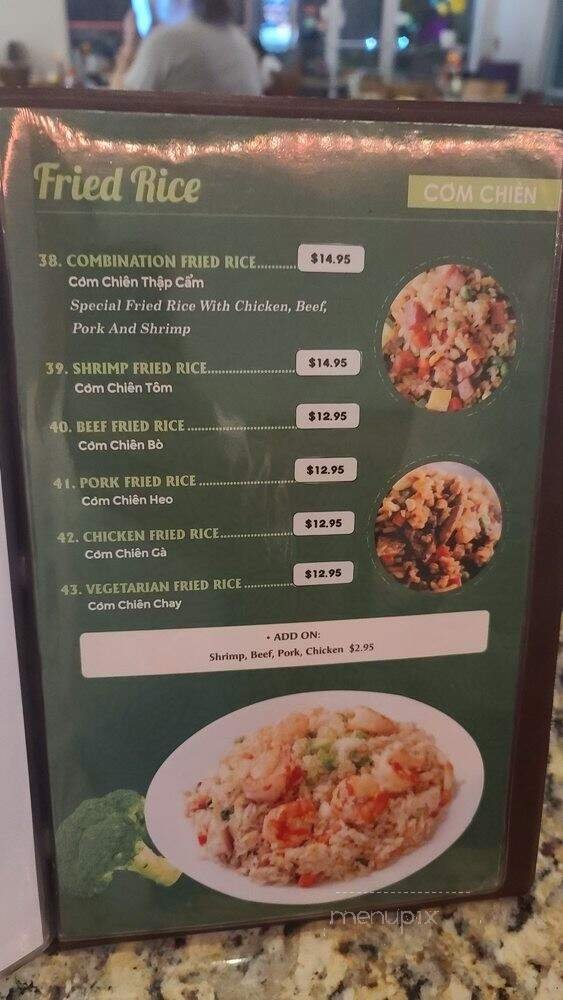 Fried Rice
CƠM CHIÊN
38. COMBINATION FRIED RICE.......... $14.95
Cơm Chiên Thập Cẩm
Special Fried Rice With Chicken, Beef,
Pork And Shrimp
39. SHRIMP FRIED RICE...................... $14.95
Cơm Chiên Tôm
40. BEEF FRIED RICE........................... $12.95
Cơm Chiên Bò
41. PORK FRIED RICE........................ $12.95
Cơm Chiên Heo
42. CHICKEN FRIED RICE.................. $12.95
Cơm Chiên Gà
43. VEGETARIAN FRIED RICE............ $12.95
Cơm Chiên Chay
• ADD ON:
Shrimp, Beef, Pork, Chicken $2.95
menupix